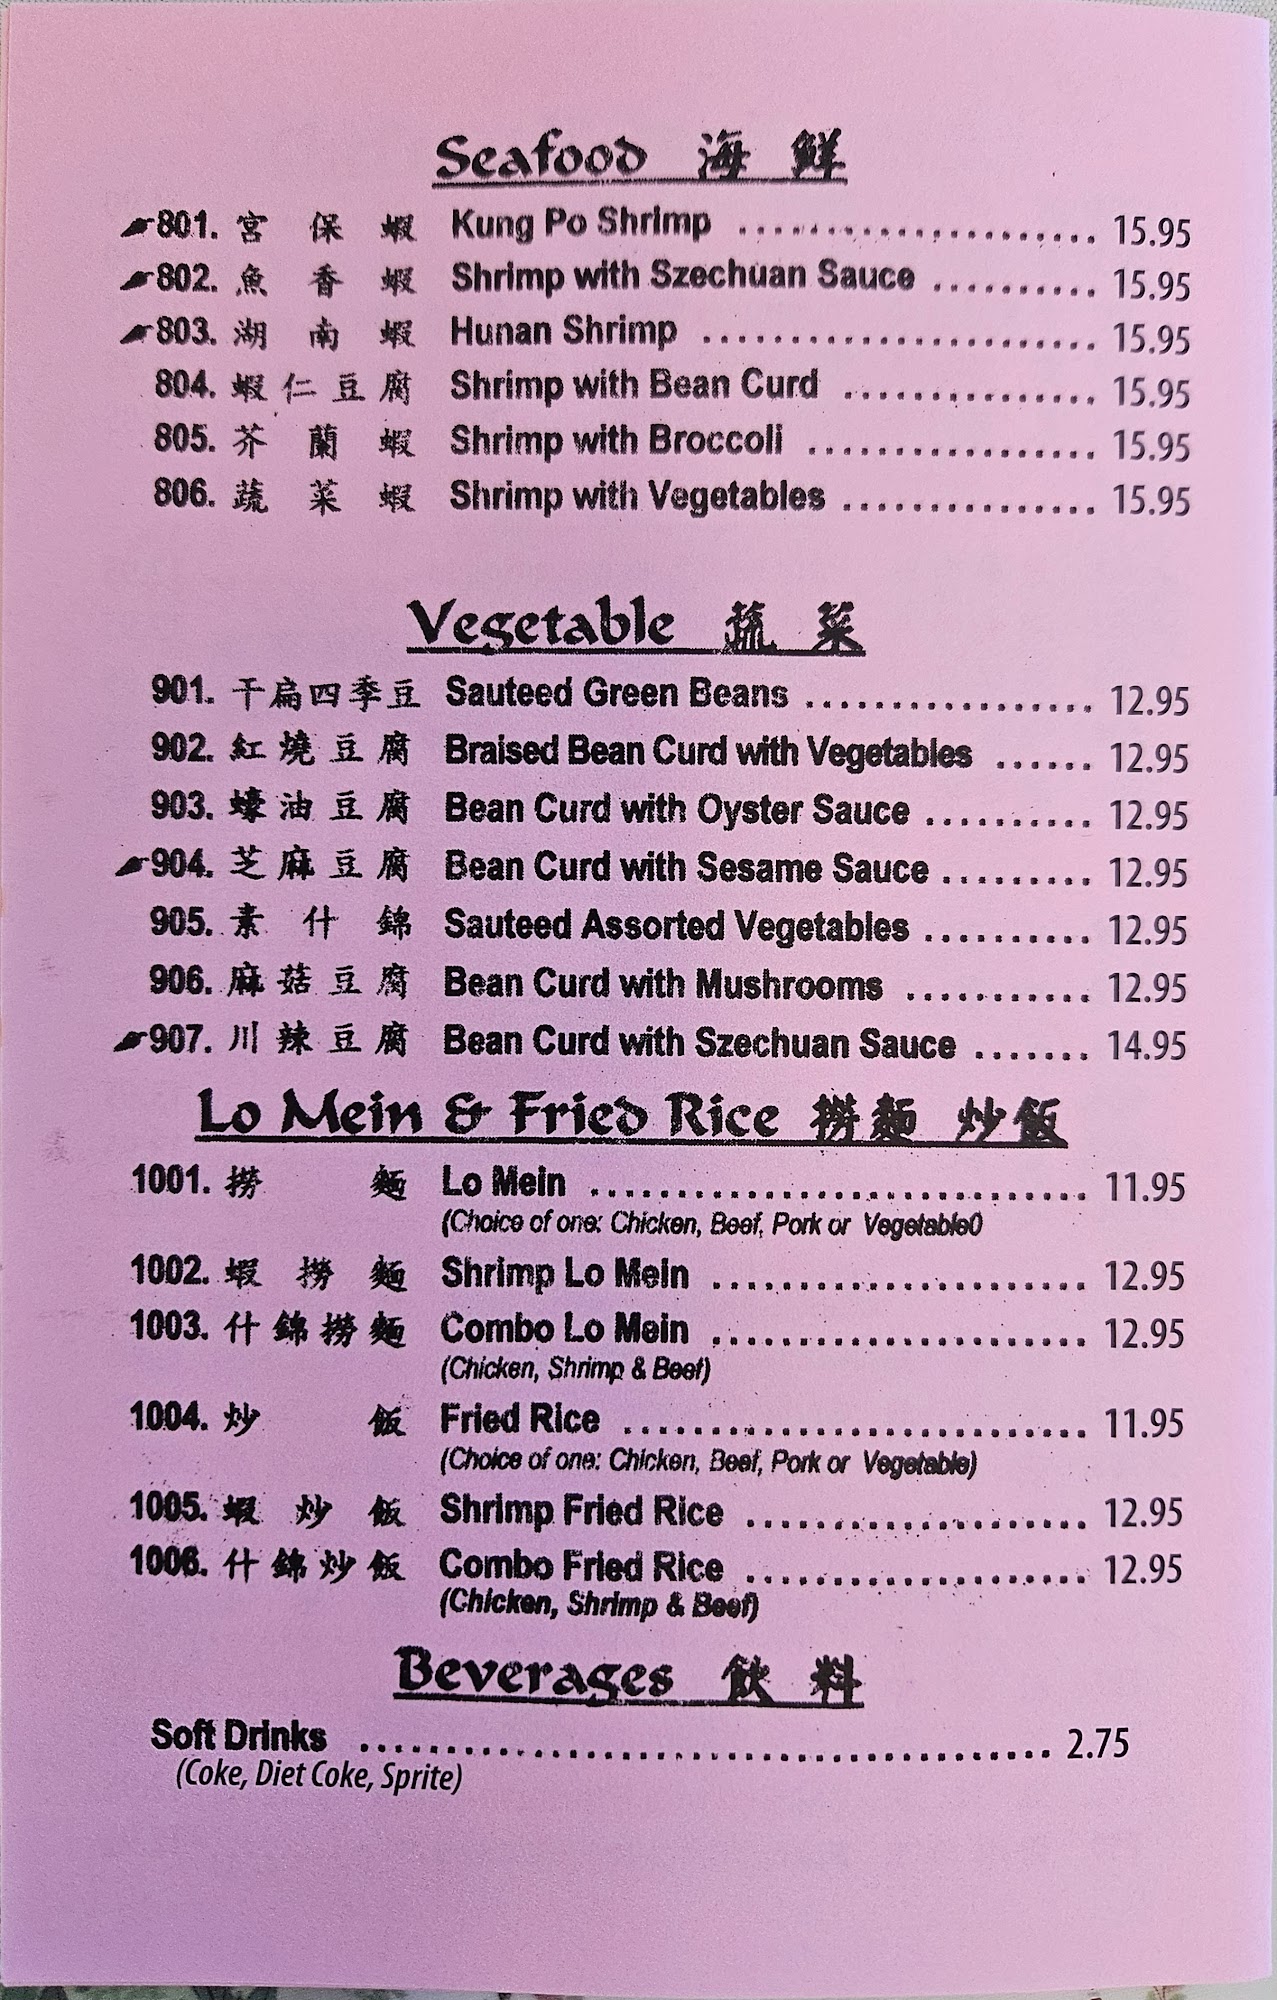 Seafood 海 鮮
801. 宮 保 蝦 Kung Po Shrimp ..................... 15.95
802. 魚 香 蝦 Shrimp with Szechuan Sauce .......... 15.95
803. 湖 南 蝦 Hunan Shrimp ....................... 15.95
804. 蝦 仁 豆 腐 Shrimp with Bean Curd ............... 15.95
805. 芥 蘭 蝦 Shrimp with Broccoli ................. 15.95
806. 蔬 菜 蝦 Shrimp with Vegetables ............... 15.95
Vegetable 蔬 菜
901. 干扁四季豆 Sauteed Green Beans ................. 12.95
902. 紅 燒 豆 腐 Braised Bean Curd with Vegetables ...... 12.95
903. 蠔 油 豆 腐 Bean Curd with Oyster Sauce .......... 12.95
904. 芝 麻 豆 腐 Bean Curd with Sesame Sauce ......... 12.95
905. 素 什 錦 Sauteed Assorted Vegetables .......... 12.95
906. 麻 菇 豆 腐 Bean Curd with Mushrooms ........... 12.95
907. 川 辣 豆 腐 Bean Curd with Szechuan Sauce ....... 14.95
Lo Mein & Fried Rice 撈麵 炒飯
1001. 撈 麵 Lo Mein ............................. 11.95
(Choice of one: Chicken, Beef, Pork or Vegetable0
1002. 蝦 撈 麵 Shrimp Lo Mein ...................... 12.95
1003. 什 錦 撈 麵 Combo Lo Mein ...................... 12.95
(Chicken, Shrimp & Beef)
1004. 炒 飯 Fried Rice ........................... 11.95
(Choice of one: Chicken, Beef, Pork or Vegetable)
1005. 蝦 炒 飯 Shrimp Fried Rice .................... 12.95
1006. 什 錦 炒 飯 Combo Fried Rice .................... 12.95
(Chicken, Shrimp & Beef)
Beverages 飲 料
Soft Drinks ........................................ 2.75
(Coke, Diet Coke, Sprite)